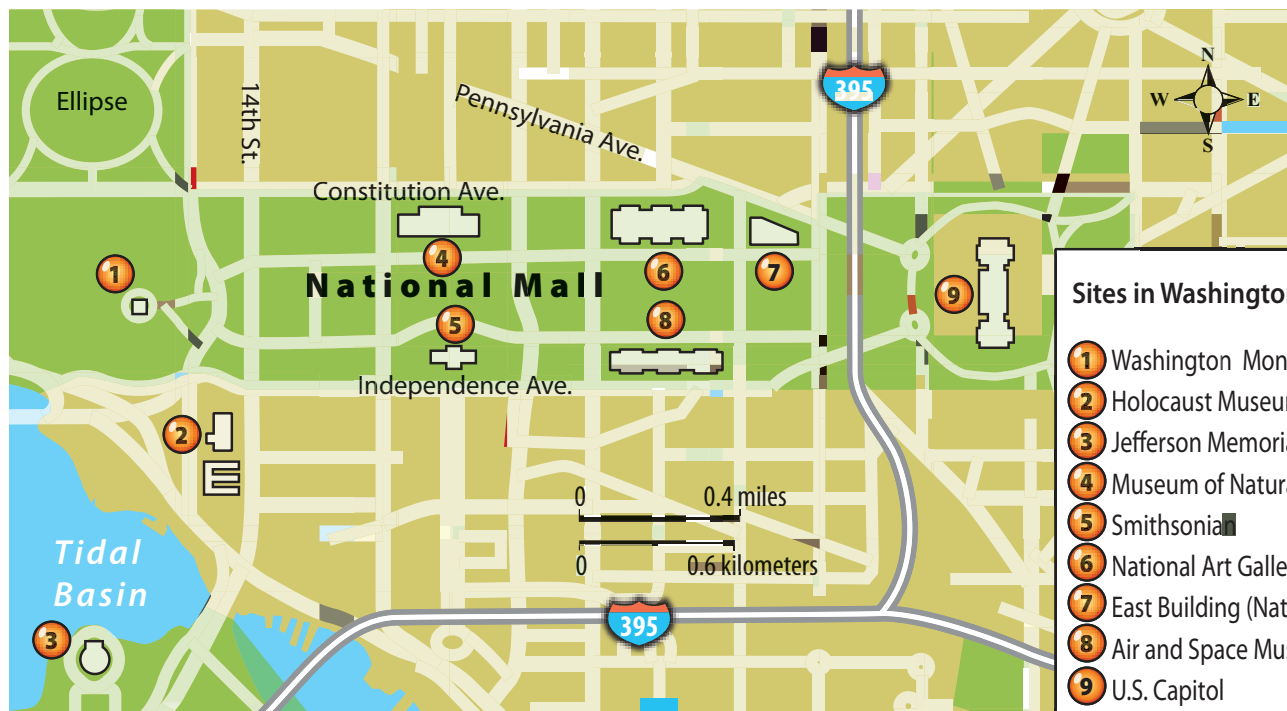 Ellipse
14th St.
Pennsylvania Ave.
395
N
W E
S
Constitution Ave.
1
4
6
7
National Mall
9
5
8
Independence Ave.
2
0 0.4 miles
0 0.6 kilometers
Tidal
Basin
3
395
Sites in Washingto
1 Washington Mon
2 Holocaust Museu
3 Jefferson Memoria
4 Museum of Natura
5 Smithsonian
6 National Art Galle
7 East Building (Nat
8 Air and Space Mus
9 U.S. Capitol